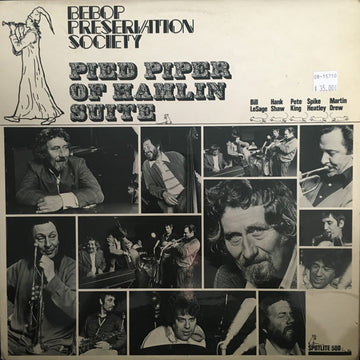 BEBOP
PRESERVATION
SOCIETY
PIED PIPER
OF HAMLIN
SUITE
$ 35.00
Bill LeSage
Hank Shaw
Pete King
Spike Heatley
Martin Drew
SPOTLITE 500